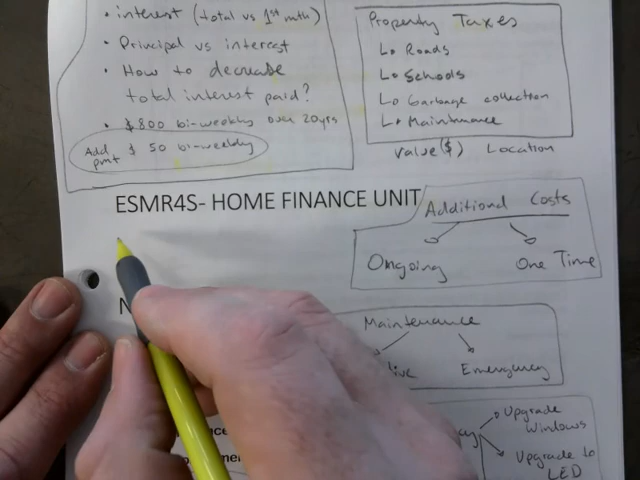 • interest (total vs 1st mth)
• Principal vs interest
• How to decrease
total interest paid?
• $800 bi-weekly over 20yrs
Add pmt $50 bi-weekly
Property Taxes
Roads
Schools
Garbage collection
Maintenance
Value($) Location
ESMR4S- HOME FINANCE UNIT
Additional Costs
Ongoing One Time
N
Maintenance
ive Emergency
Upgrade
Windows
Upgrade to
LED